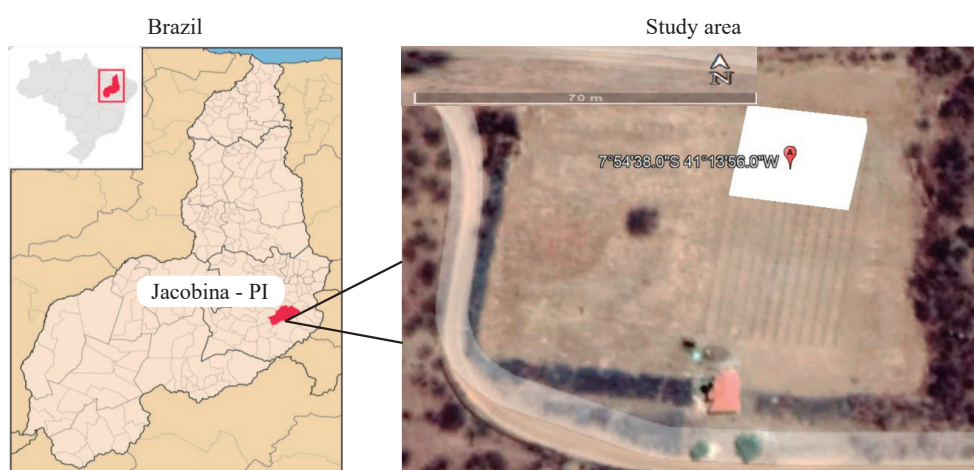 Brazil
Study area
N
70 m
7°54'38.0"S 41°13'56.0"W
A
Jacobina - PI